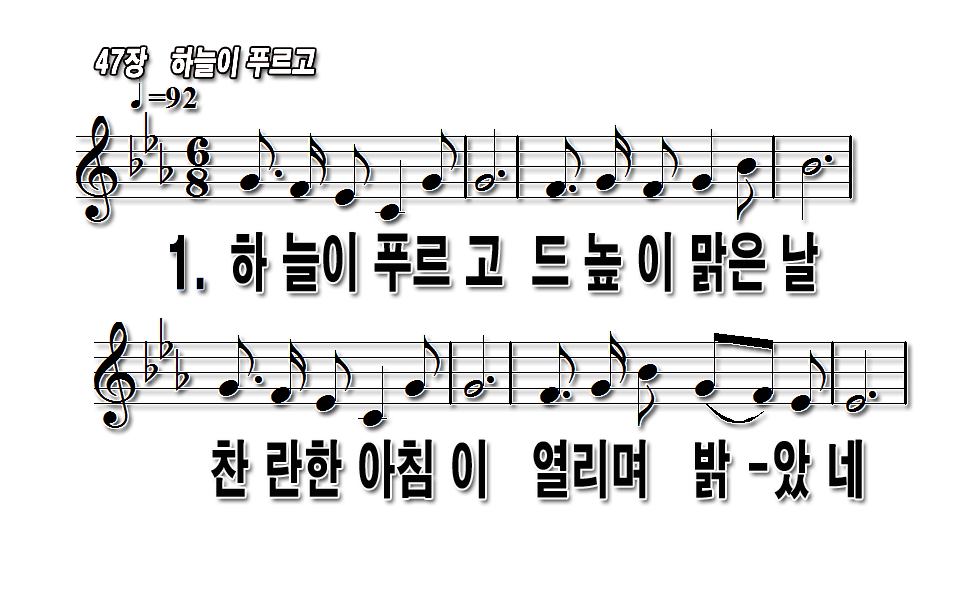 47장 하늘이 푸르고
♩=92
6
8
1. 하 늘이 푸르 고 드 높 이 맑은 날
찬 란한 아침 이 열리며 밝 -았 네